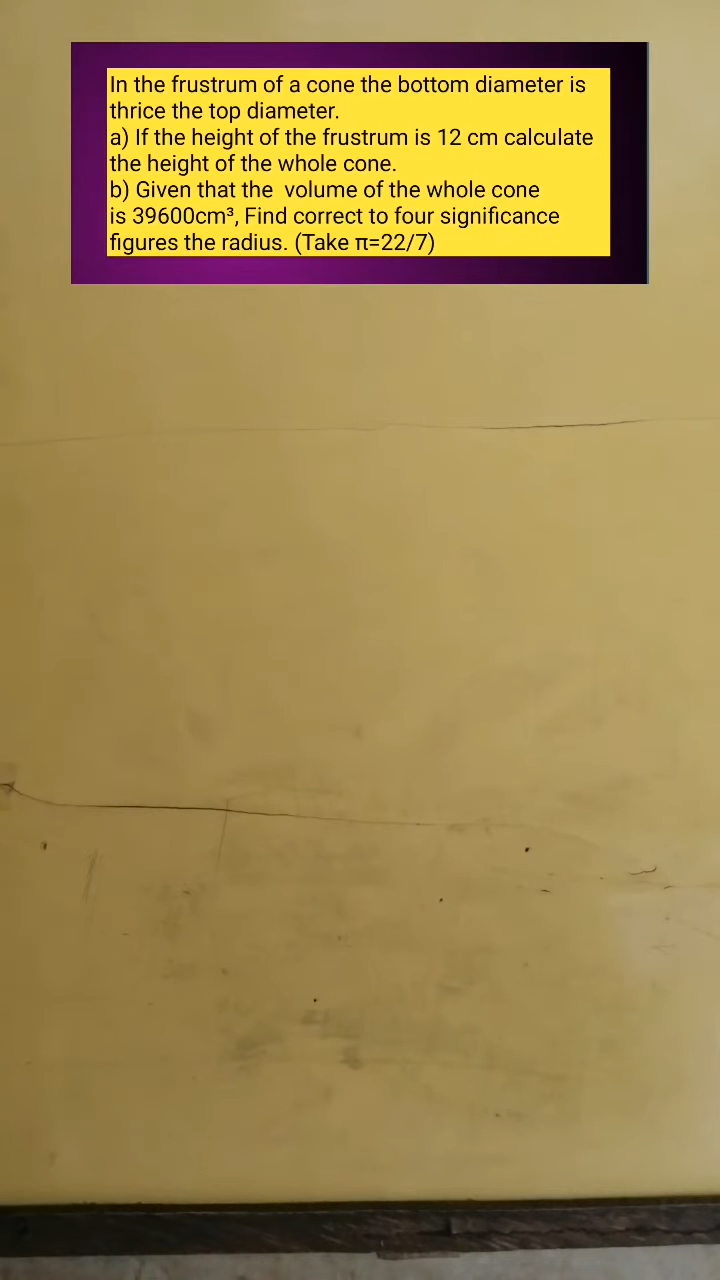 In the frustrum of a cone the bottom diameter is
thrice the top diameter.
a) If the height of the frustrum is 12 cm calculate
the height of the whole cone.
b) Given that the  volume of the whole cone
is 39600cm³, Find correct to four significance
figures the radius. (Take π=22/7)